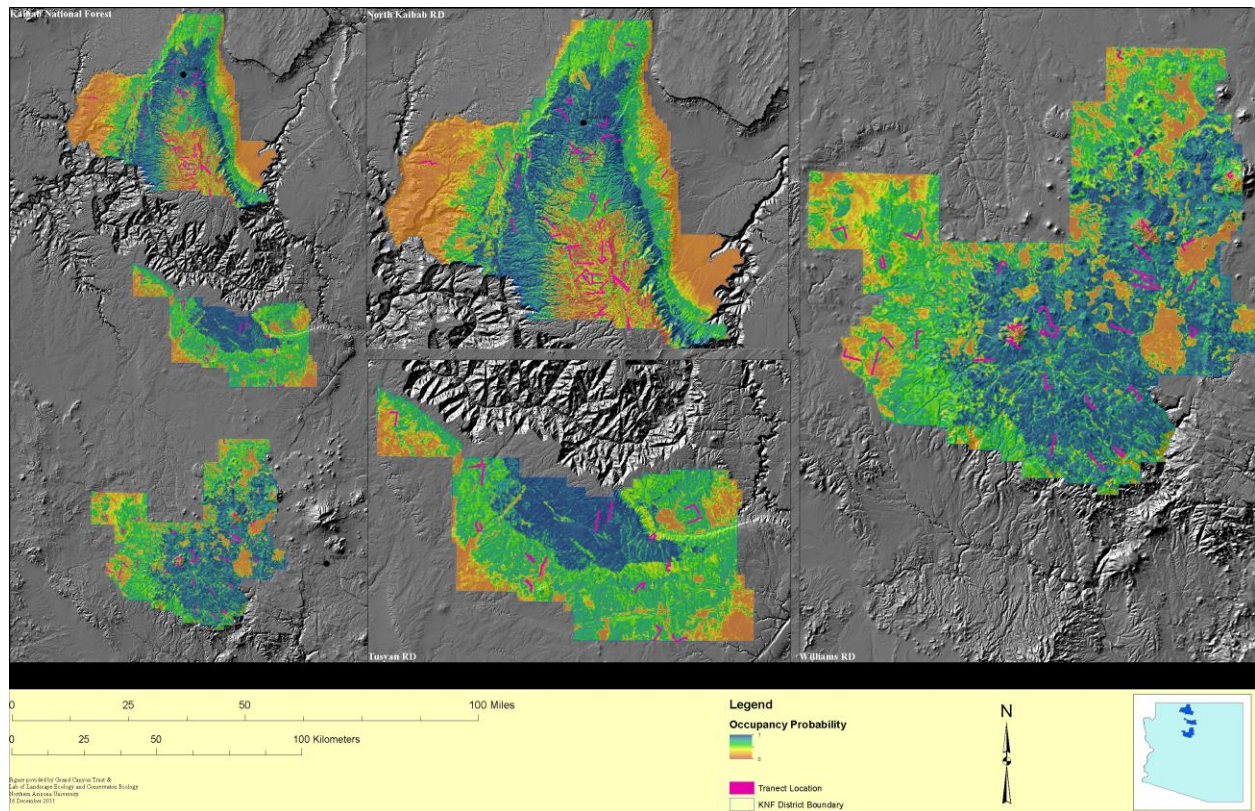 Kaibab National Forest
North Kaibab RD
Tusyan RD
Williams RD
0 25 50 100 Miles
0 25 50 100 Kilometers
Figure provided by Grand Canyon Trust &
Lab of Landscape Ecology and Conservation Biology
Northern Arizona University
16 December 2011
Legend
Occupancy Probability
1
0
Tranect Location
KNF District Boundary
N